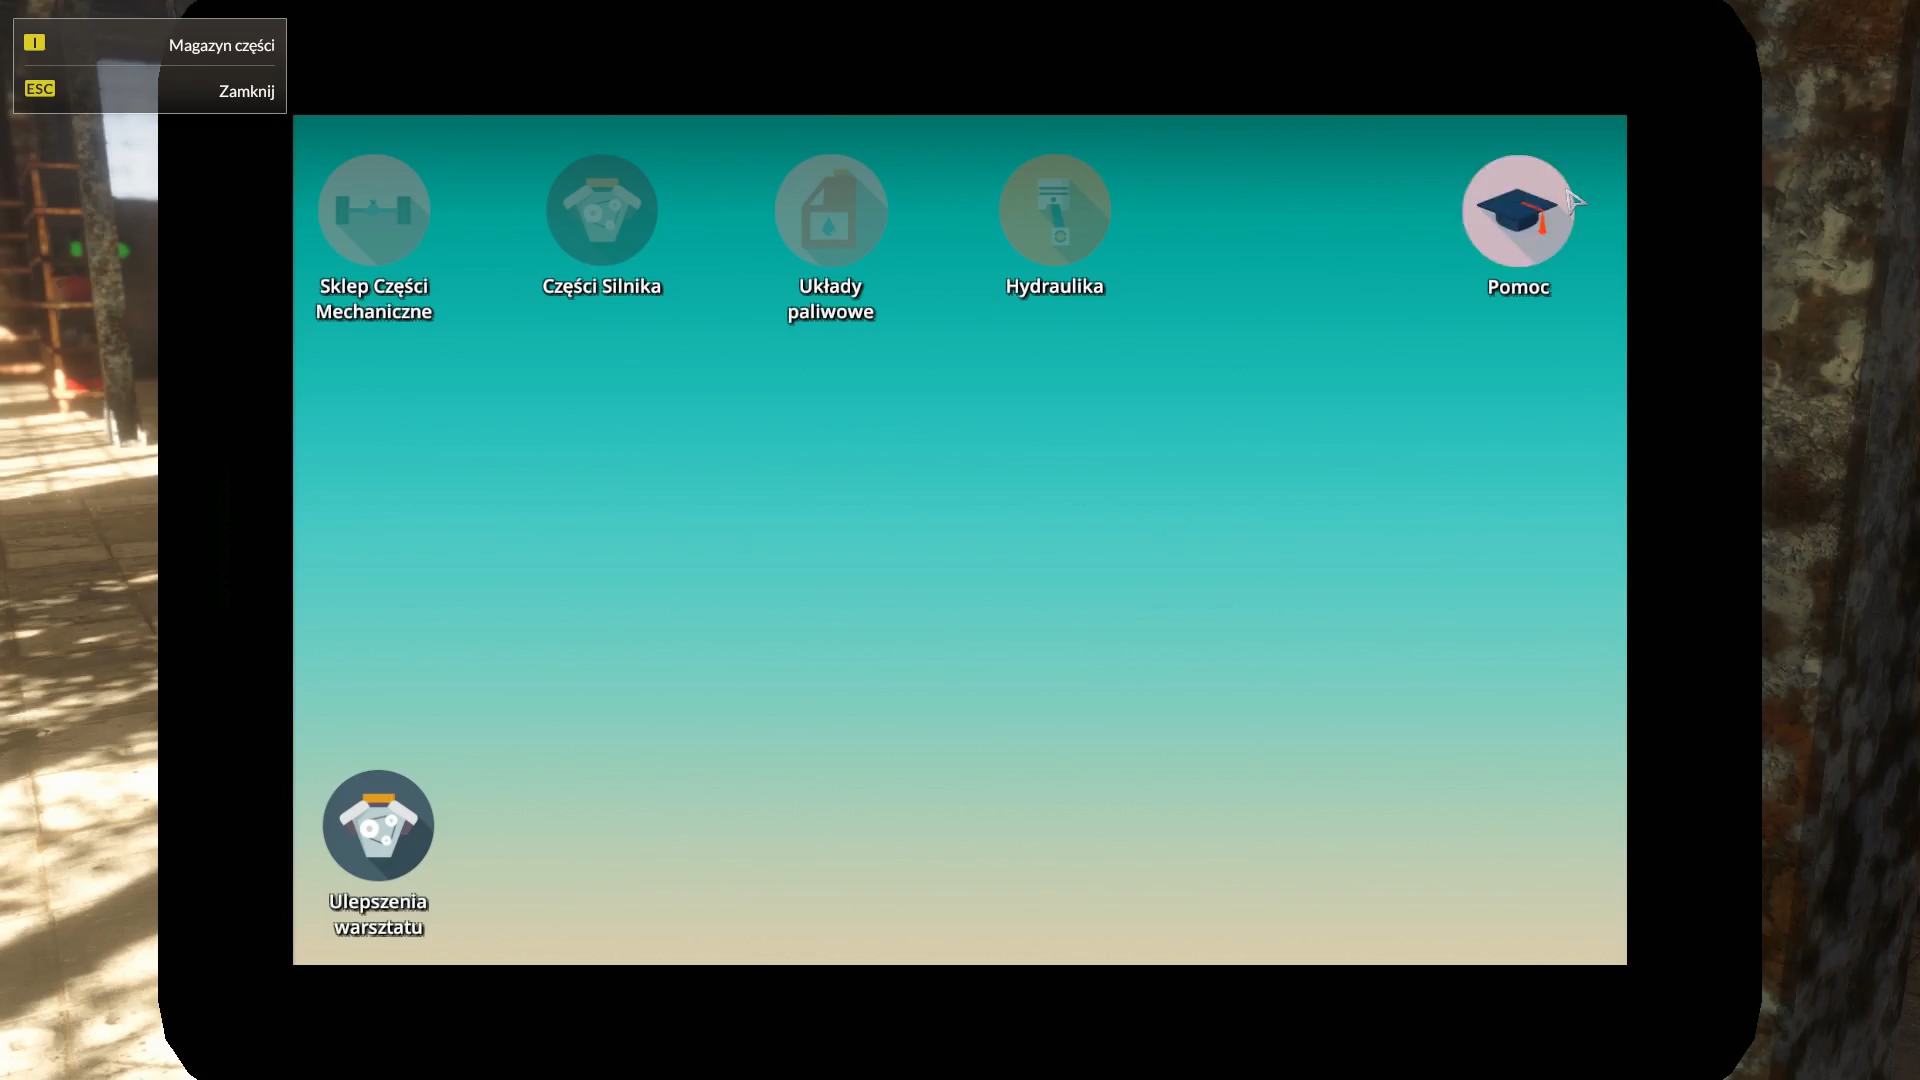 I Magazyn części
ESC Zamknij
Sklep Części
Mechaniczne
Części Silnika
Układy
paliwowe
Hydraulika
Pomoc
Ulepszenia
warsztatu